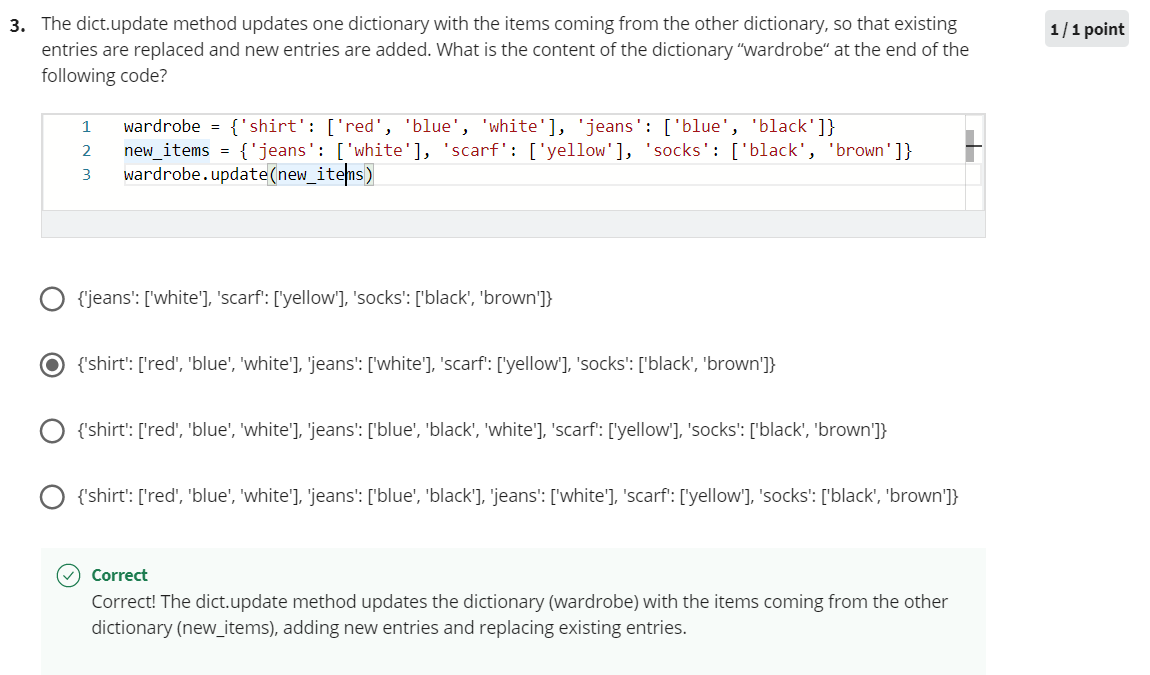 3. The dict.update method updates one dictionary with the items coming from the other dictionary, so that existing
entries are replaced and new entries are added. What is the content of the dictionary “wardrobe“ at the end of the
following code?
1 / 1 point
1 wardrobe = {'shirt': ['red', 'blue', 'white'], 'jeans': ['blue', 'black']}
2 new_items = {'jeans': ['white'], 'scarf': ['yellow'], 'socks': ['black', 'brown']}
3 wardrobe.update(new_items)
{'jeans': ['white'], 'scarf': ['yellow'], 'socks': ['black', 'brown']}
{'shirt': ['red', 'blue', 'white'], 'jeans': ['white'], 'scarf': ['yellow'], 'socks': ['black', 'brown']}
{'shirt': ['red', 'blue', 'white'], 'jeans': ['blue', 'black', 'white'], 'scarf': ['yellow'], 'socks': ['black', 'brown']}
{'shirt': ['red', 'blue', 'white'], 'jeans': ['blue', 'black'], 'jeans': ['white'], 'scarf': ['yellow'], 'socks': ['black', 'brown']}
Correct
Correct! The dict.update method updates the dictionary (wardrobe) with the items coming from the other
dictionary (new_items), adding new entries and replacing existing entries.